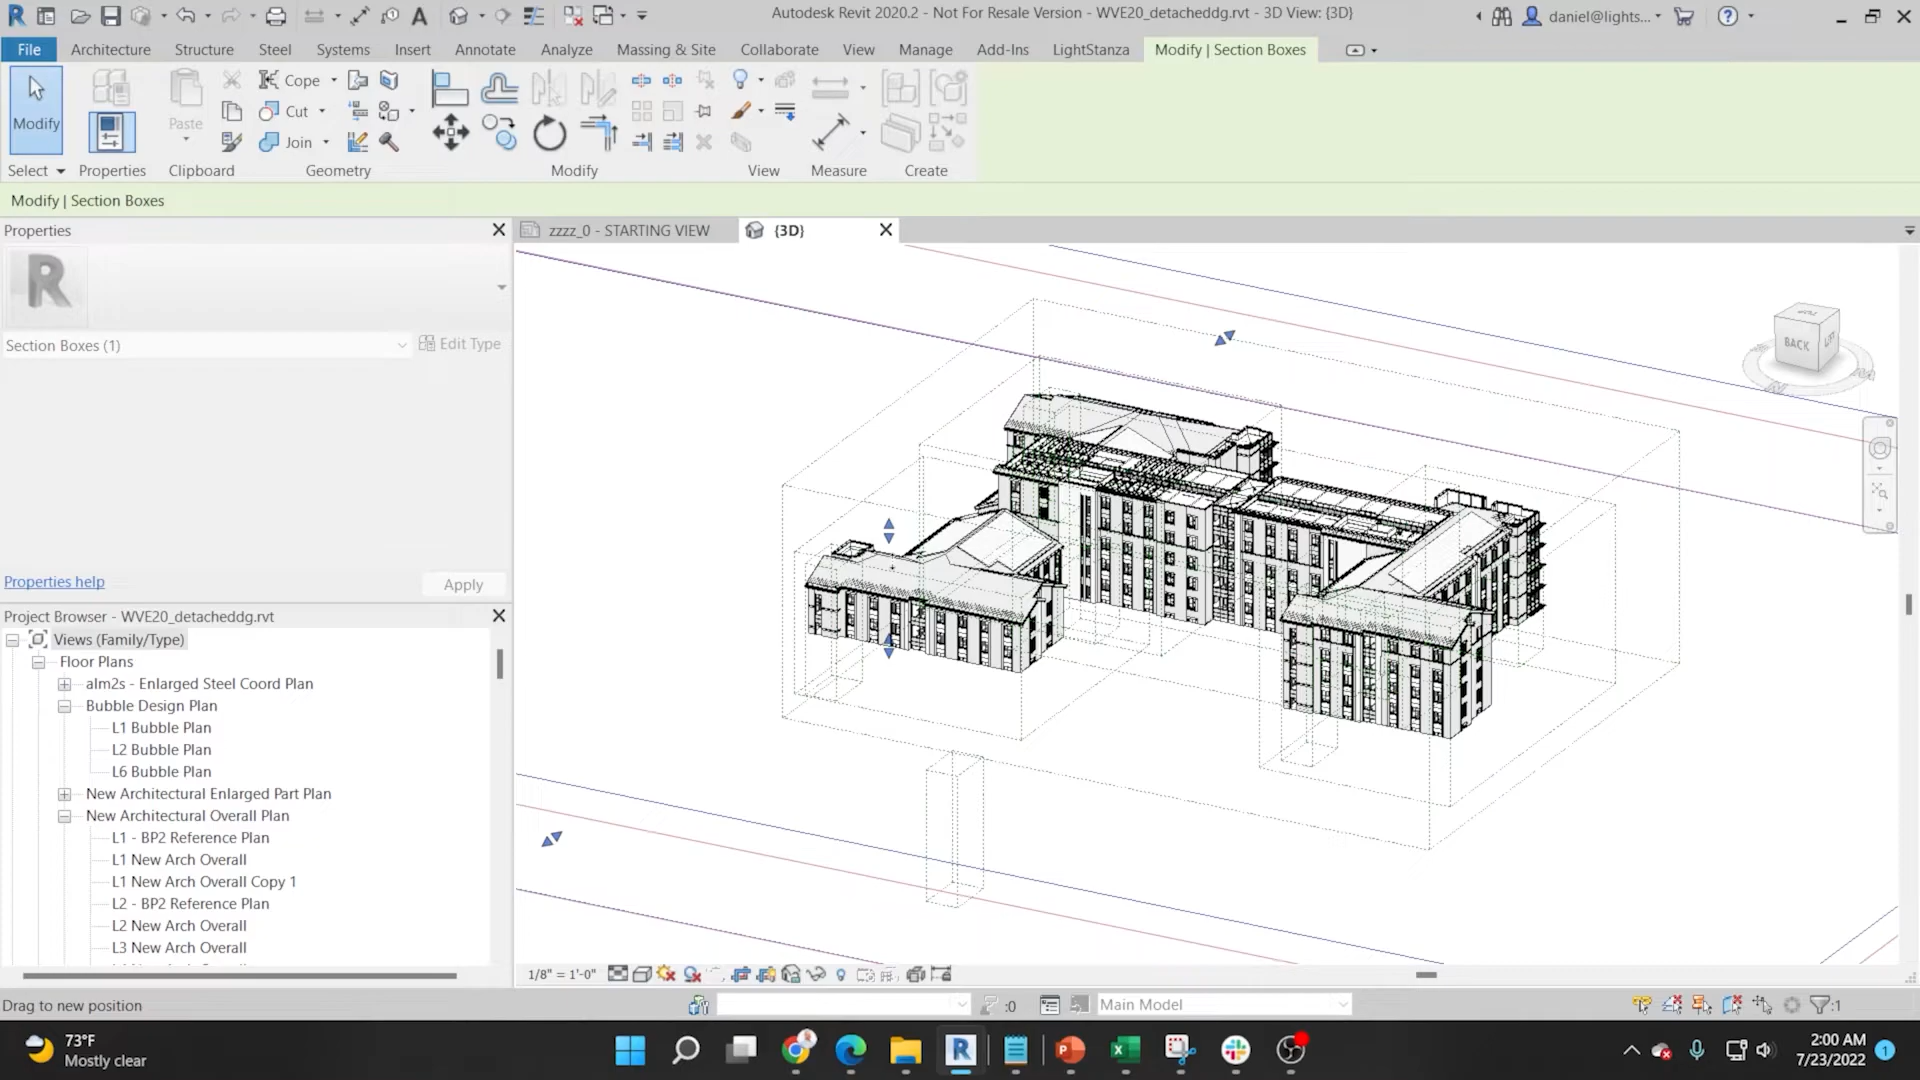 Autodesk Revit 2020.2 - Not For Resale Version - WVE20_detacheddg.rvt - 3D View: {3D}
daniel@lights...
File Architecture Structure Steel Systems Insert Annotate Analyze Massing & Site Collaborate View Manage Add-Ins LightStanza Modify | Section Boxes
Modify
Paste
Cope
Cut
Join
Select Properties Clipboard Geometry Modify View Measure Create
Modify | Section Boxes
Properties
zzzz_0 - STARTING VIEW
{3D}
R
Section Boxes (1)
Edit Type
BACK
LEFT
TOP
Properties help
Apply
Project Browser - WVE20_detacheddg.rvt
Views (Family/Type)
Floor Plans
alm2s - Enlarged Steel Coord Plan
Bubble Design Plan
L1 Bubble Plan
L2 Bubble Plan
L6 Bubble Plan
New Architectural Enlarged Part Plan
New Architectural Overall Plan
L1 - BP2 Reference Plan
L1 New Arch Overall
L1 New Arch Overall Copy 1
L2 - BP2 Reference Plan
L2 New Arch Overall
L3 New Arch Overall
1/8" = 1'-0"
Drag to new position
:0
Main Model
:1
73°F
Mostly clear
2:00 AM
7/23/2022
1